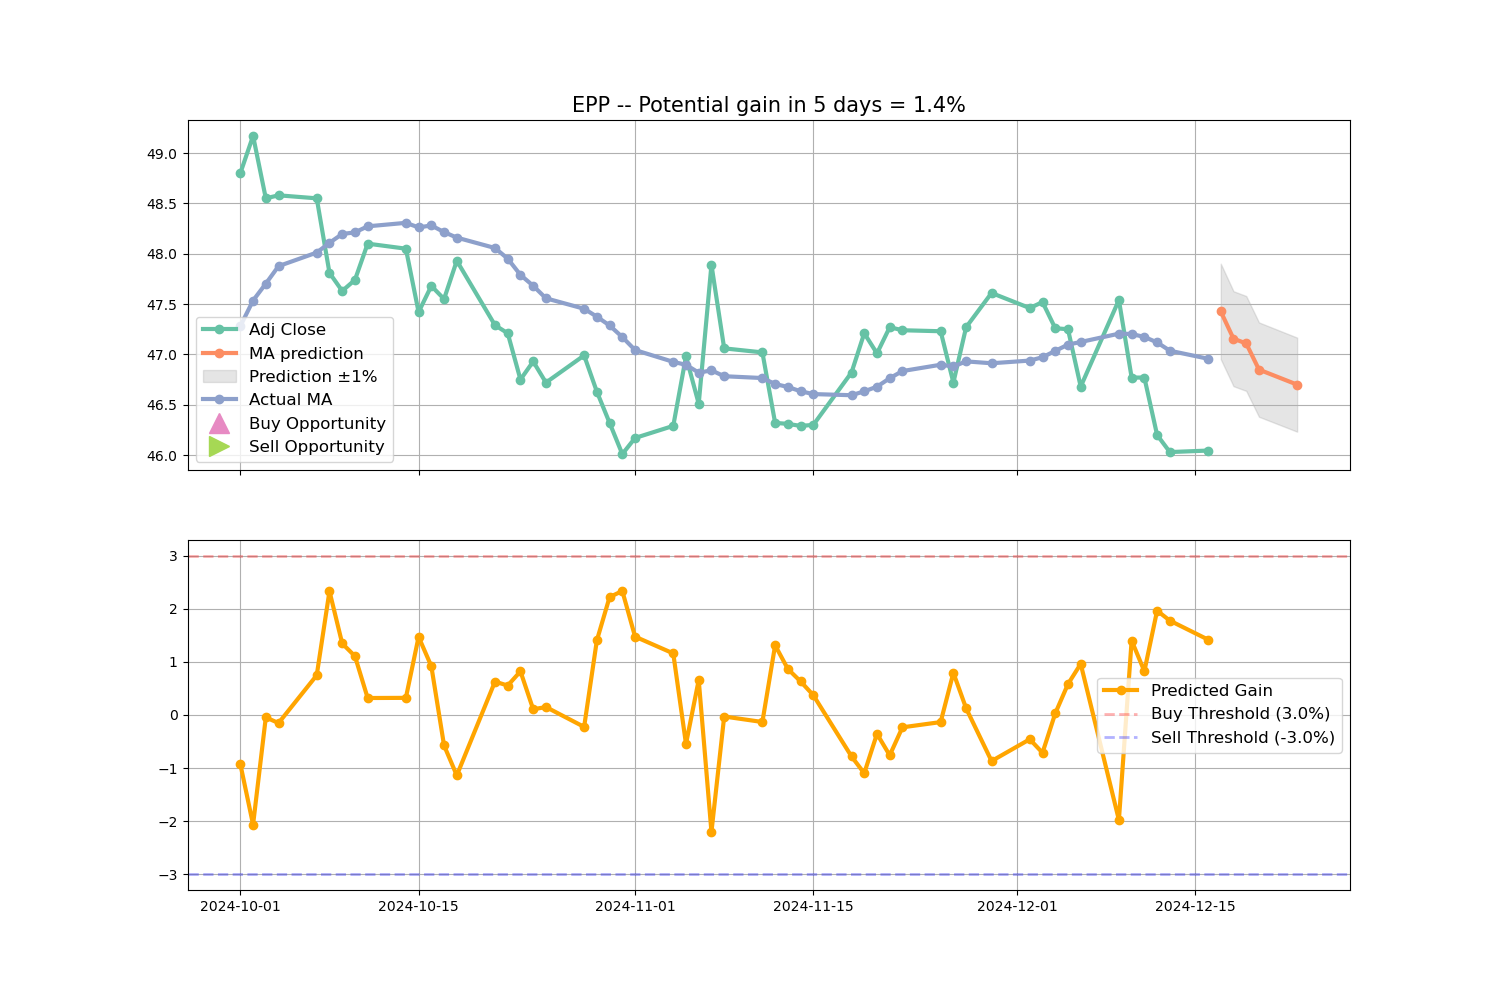 EPP -- Potential gain in 5 days = 1.4%
49.0
48.5
48.0
47.5
47.0
46.5
46.0
Adj Close
MA prediction
Prediction ±1%
Actual MA
Buy Opportunity
Sell Opportunity
3
2
1
0
−1
−2
−3
Predicted Gain
Buy Threshold (3.0%)
Sell Threshold (-3.0%)
2024-10-01 2024-10-15 2024-11-01 2024-11-15 2024-12-01 2024-12-15